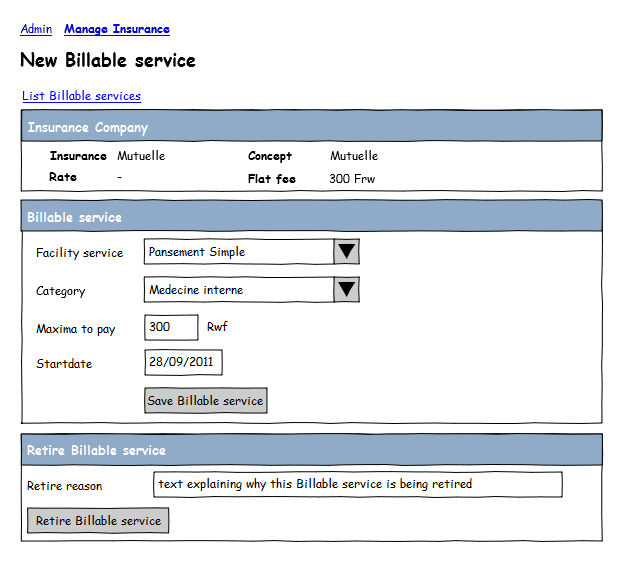 Admin Manage Insurance
New Billable service
List Billable services
Insurance Company
Insurance Mutuelle Concept Mutuelle
Rate - Flat fee 300 Frw
Billable service
Facility service Pansement Simple
Category Medecine interne
Maxima to pay 300 Rwf
Startdate 28/09/2011
Save Billable service
Retire Billable service
Retire reason text explaining why this Billable service is being retired
Retire Billable service